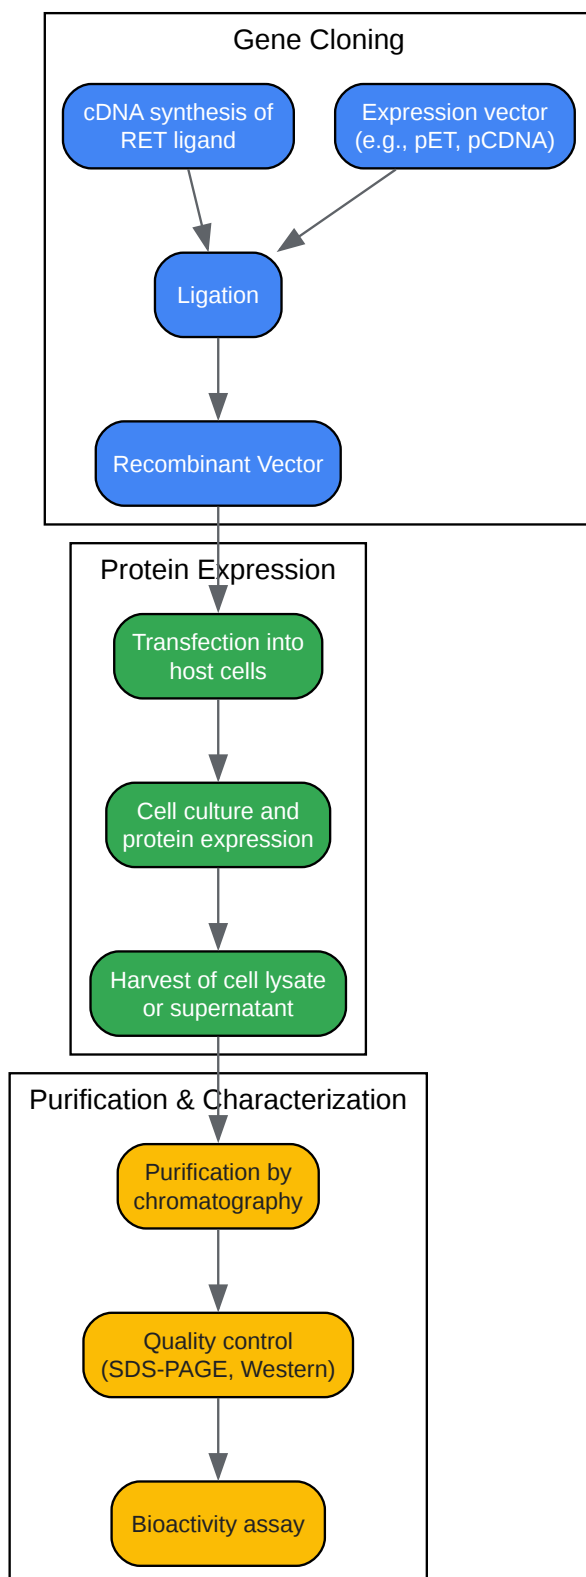 Gene Cloning
cDNA synthesis of
RET ligand
Expression vector
(e.g., pET, pCDNA)
Ligation
Recombinant Vector
Protein Expression
Transfection into
host cells
Cell culture and
protein expression
Harvest of cell lysate
or supernatant
Purification & Characterization
Purification by
chromatography
Quality control
(SDS-PAGE, Western)
Bioactivity assay